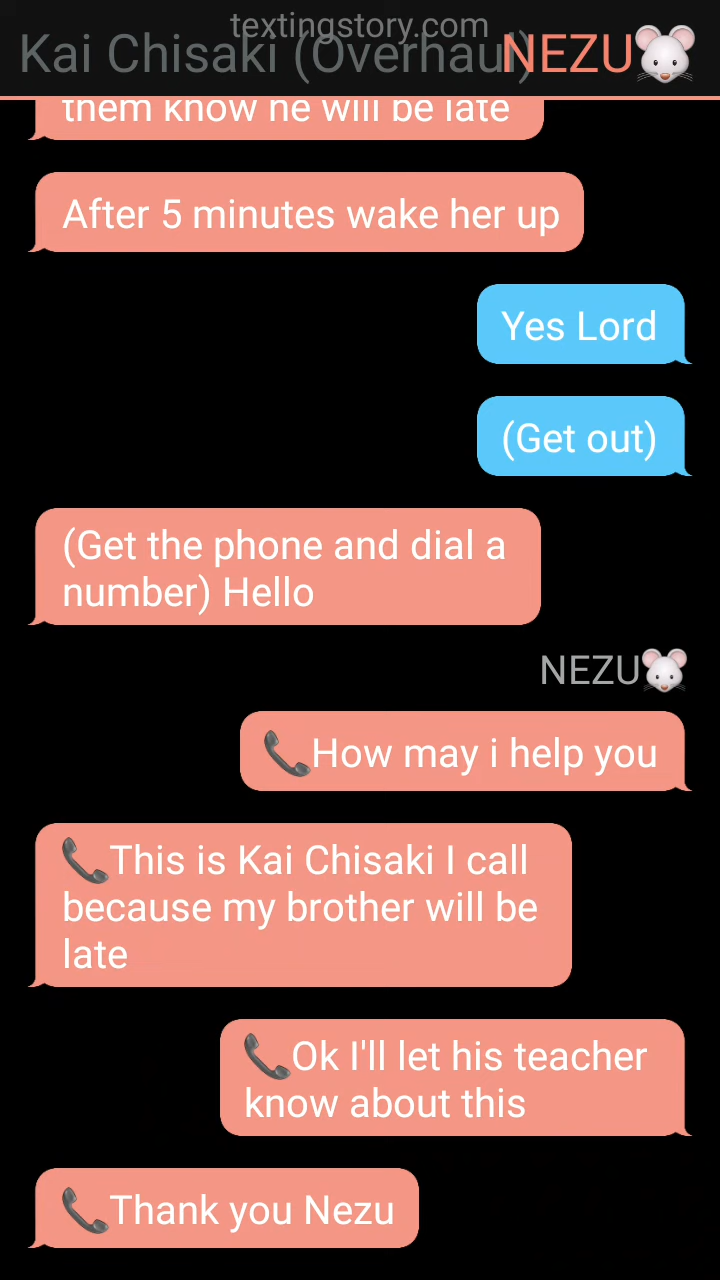 textingstory.com
Kai Chisaki (Overhaul)
NEZU🐭
them know he will be late
After 5 minutes wake her up
Yes Lord
(Get out)
(Get the phone and dial a
number) Hello
NEZU🐭
📞How may i help you
📞This is Kai Chisaki I call
because my brother will be
late
📞Ok I'll let his teacher
know about this
📞Thank you Nezu